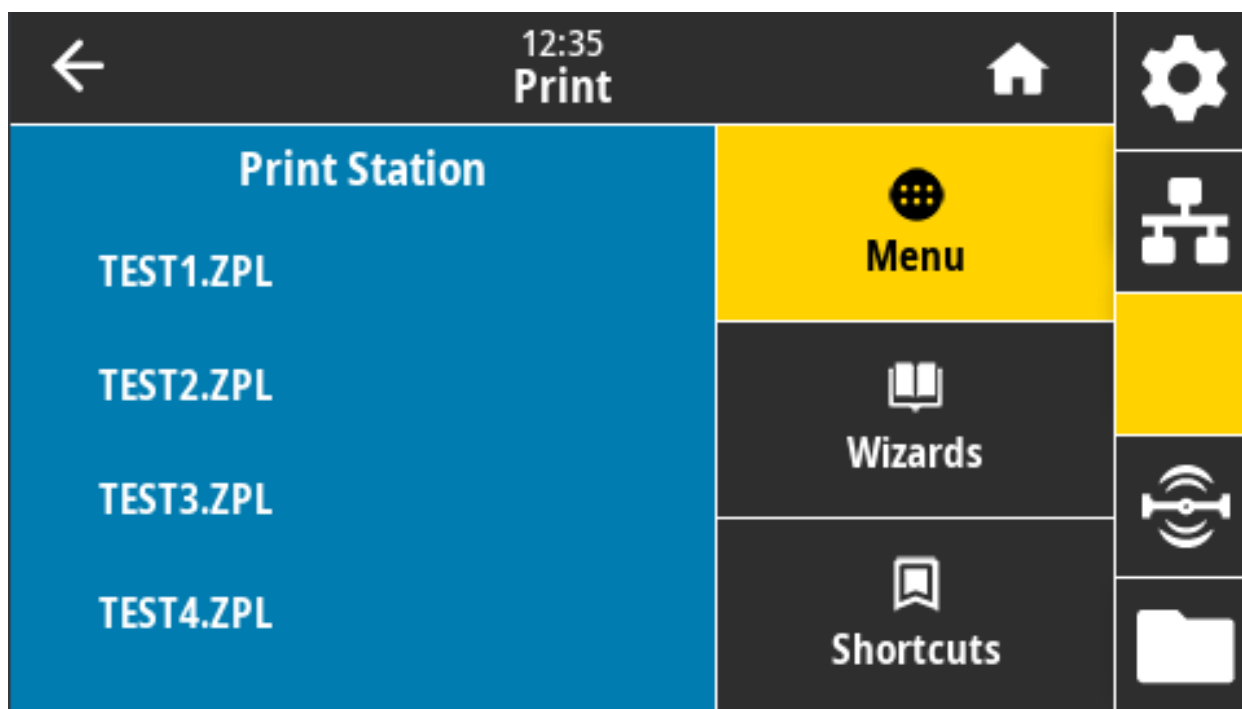 12:35
Print
Print Station
TEST1.ZPL
TEST2.ZPL
TEST3.ZPL
TEST4.ZPL
Menu
Wizards
Shortcuts